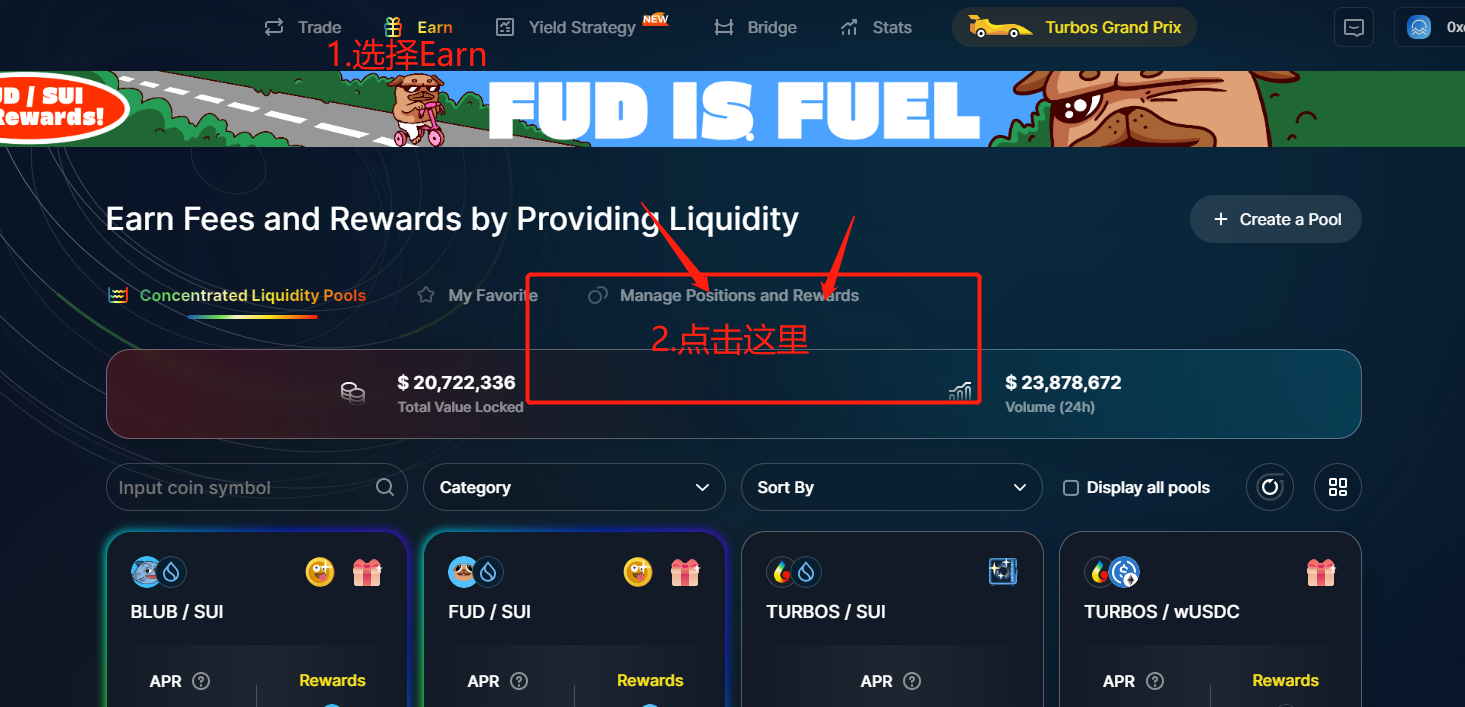 Trade Earn Yield Strategy NEW Bridge Stats Turbos Grand Prix
1.选择Earn
FUD / SUI
Rewards!
FUD IS FUEL
Earn Fees and Rewards by Providing Liquidity
+ Create a Pool
Concentrated Liquidity Pools My Favorite Manage Positions and Rewards
2.点击这里
$ 20,722,336 $ 23,878,672
Total Value Locked Volume (24h)
Input coin symbol Category Sort By Display all pools
BLUB / SUI FUD / SUI TURBOS / SUI TURBOS / wUSDC
APR ? Rewards APR ? Rewards APR ? APR ? Rewards